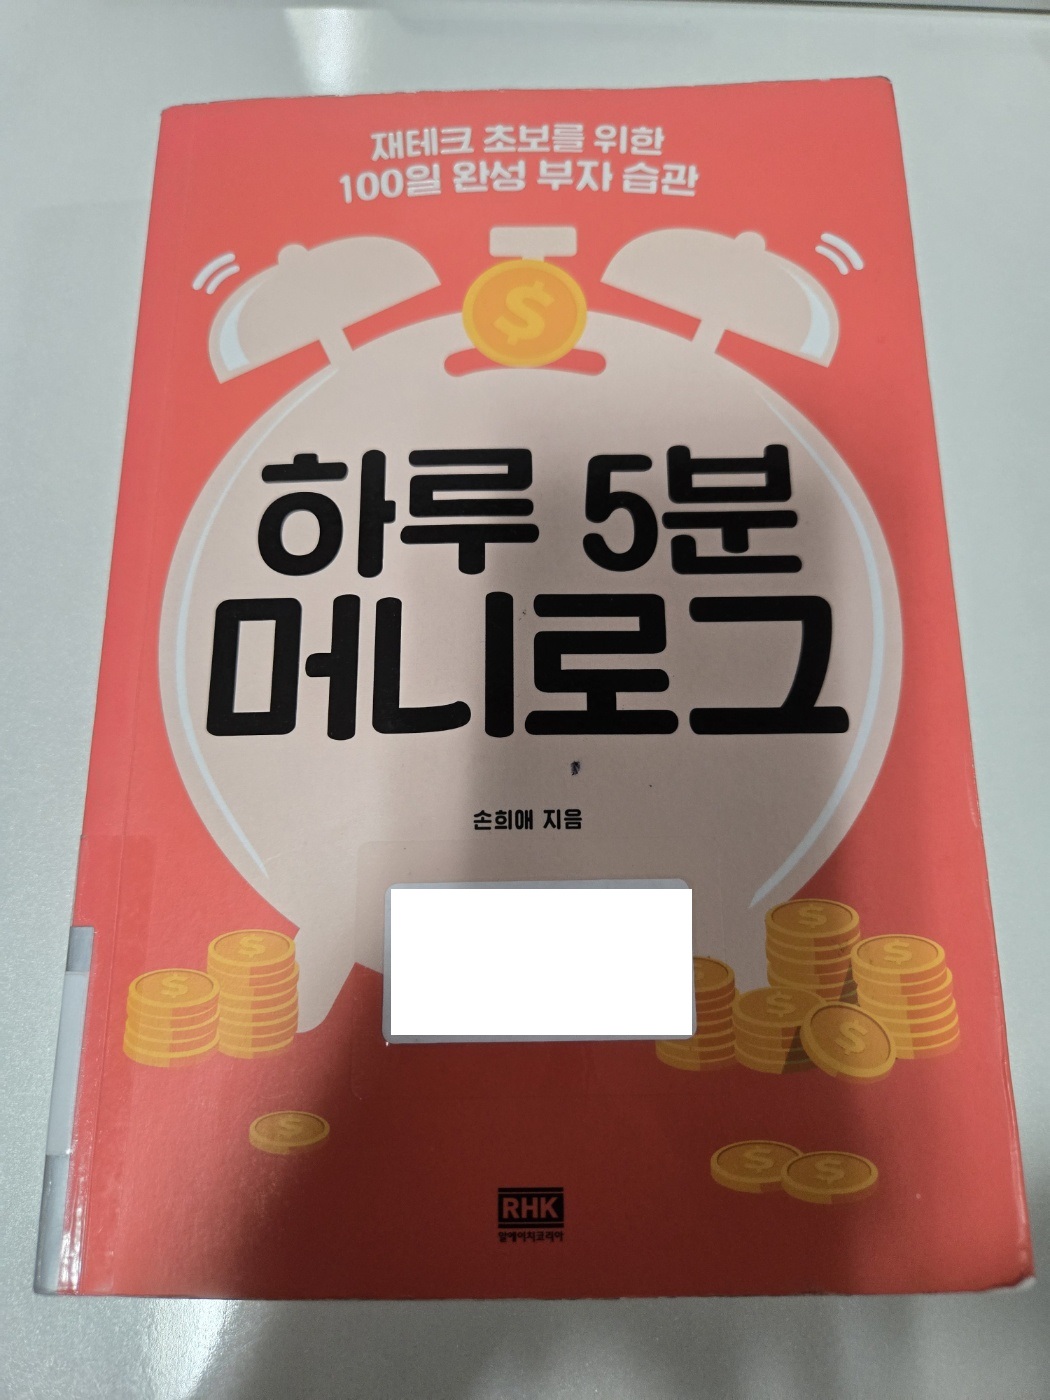 재테크 초보를 위한
100일 완성 부자 습관
하루 5분
머니로그
손희애 지음
RHK
알에이치코리아